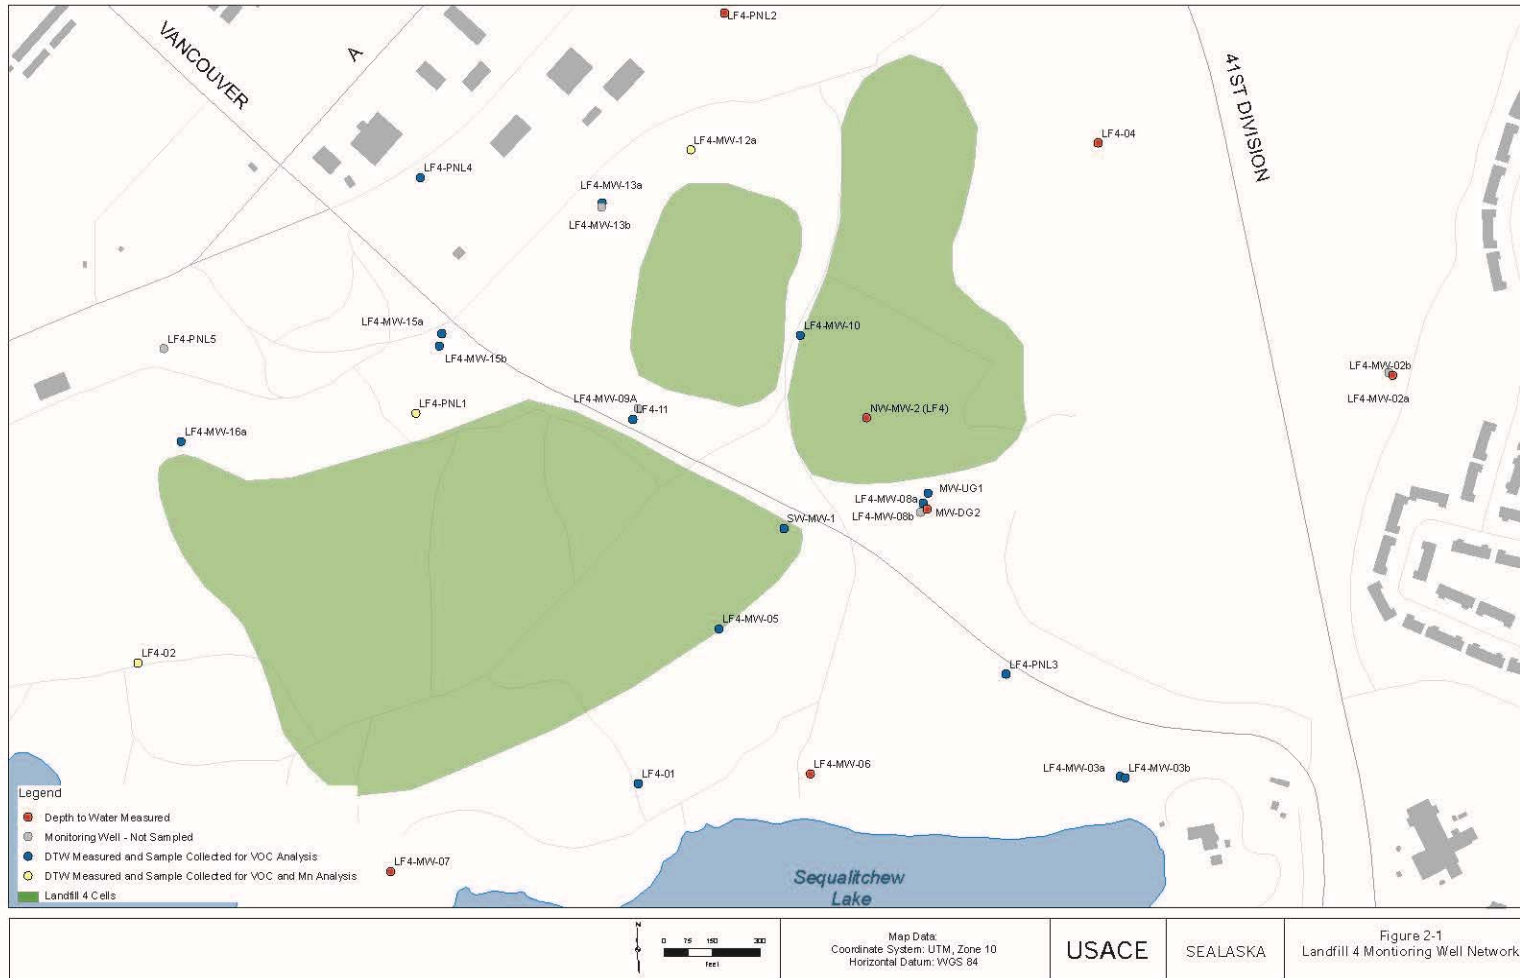 LF4-PNL2
VANCOUVER
A
41ST DIVISION
LF4-04
LF4-MW-12a
LF4-PNL4
LF4-MW-13a
LF4-MW-13b
LF4-MW-15a
LF4-MW-10
LF4-PNL5
LF4-MW-15b
LF4-MW-02b
LF4-MW-02a
LF4-MW-09A
LF4-PNL1
LF4-11
NW-MW-2 (LF4)
LF4-MW-16a
MW-UG1
LF4-MW-08a
LF4-MW-08b
MW-DG2
SW-MW-1
LF4-MW-05
LF4-02
LF4-PNL3
LF4-01
LF4-MW-06
LF4-MW-03a
LF4-MW-03b
LF4-MW-07
Sequalitchew
Lake
Legend
Depth to Water Measured
Monitoring Well - Not Sampled
DTW Measured and Sample Collected for VOC Analysis
DTW Measured and Sample Collected for VOC and Mn Analysis
Landfill 4 Cells
N
0 75 150 300
feet
Map Data:
Coordinate System: UTM, Zone 10
Horizontal Datum: WGS 84
USACE
SEALASKA
Figure 2-1
Landfill 4 Montioring Well Network